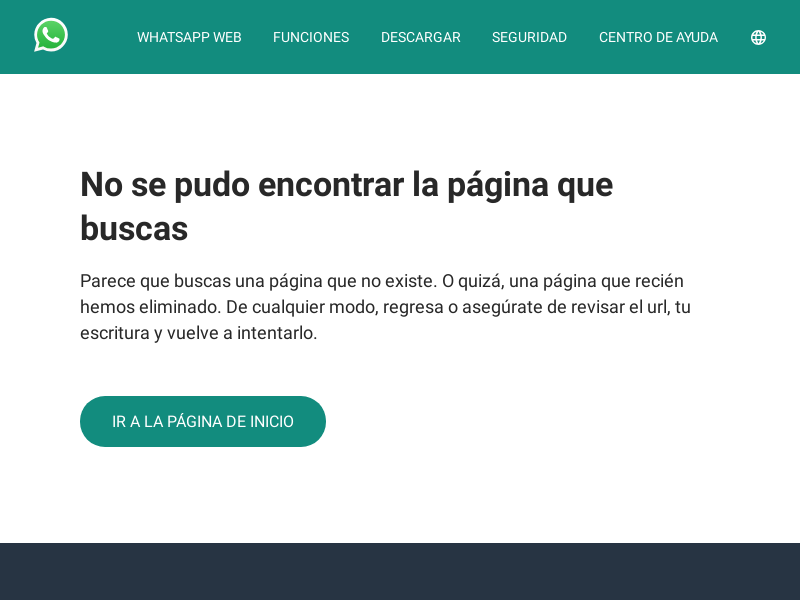 WHATSAPP WEB FUNCIONES DESCARGAR SEGURIDAD CENTRO DE AYUDA
No se pudo encontrar la página que
buscas
Parece que buscas una página que no existe. O quizá, una página que recién
hemos eliminado. De cualquier modo, regresa o asegúrate de revisar el url, tu
escritura y vuelve a intentarlo.
IR A LA PÁGINA DE INICIO